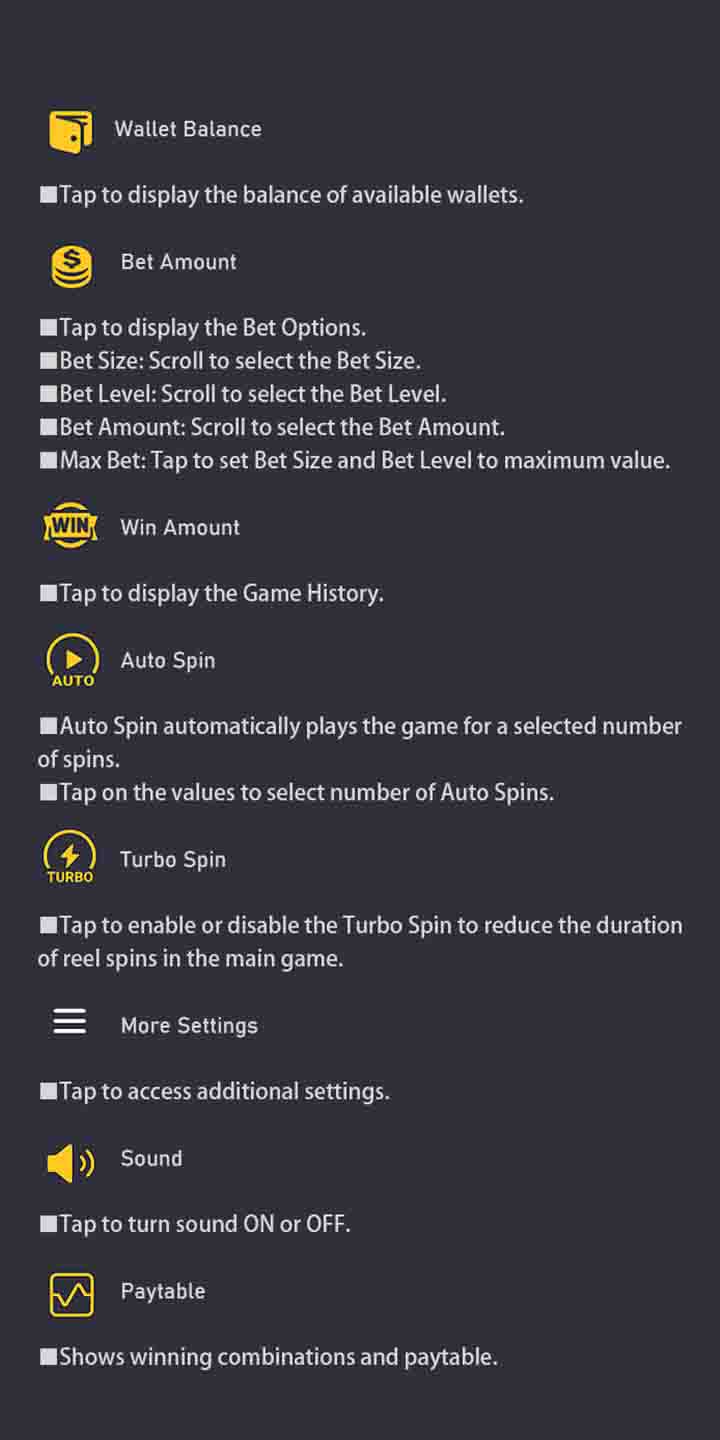 Wallet Balance
■Tap to display the balance of available wallets.
$
Bet Amount
■Tap to display the Bet Options.
■Bet Size: Scroll to select the Bet Size.
■Bet Level: Scroll to select the Bet Level.
■Bet Amount: Scroll to select the Bet Amount.
■Max Bet: Tap to set Bet Size and Bet Level to maximum value.
WIN
Win Amount
■Tap to display the Game History.
Auto Spin
AUTO
■Auto Spin automatically plays the game for a selected number
of spins.
■Tap on the values to select number of Auto Spins.
Turbo Spin
TURBO
■Tap to enable or disable the Turbo Spin to reduce the duration
of reel spins in the main game.
More Settings
■Tap to access additional settings.
Sound
■Tap to turn sound ON or OFF.
Paytable
■Shows winning combinations and paytable.